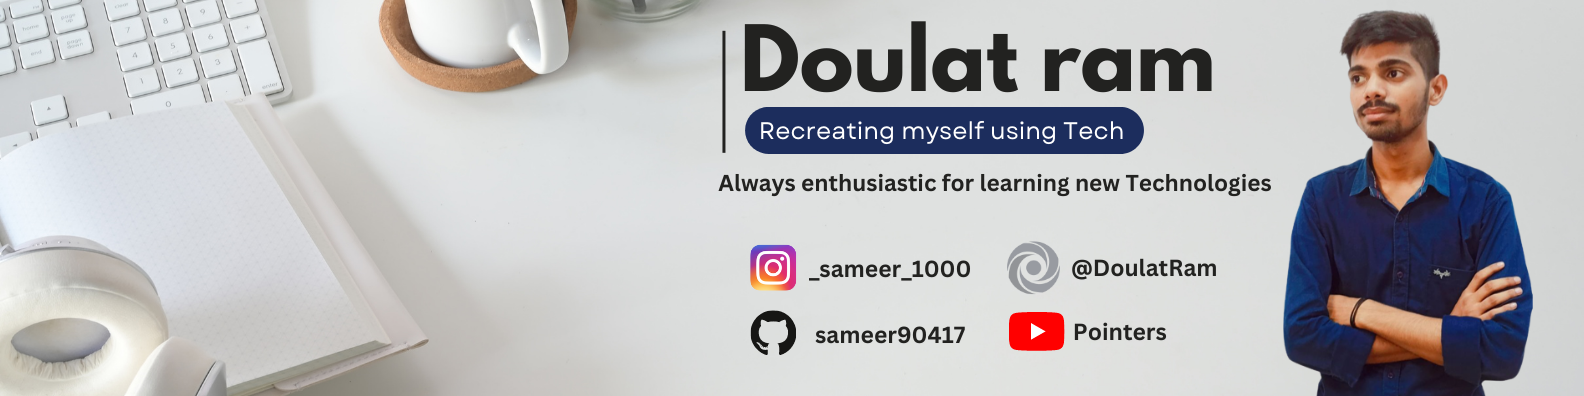 Doulat ram
Recreating myself using Tech
Always enthusiastic for learning new Technologies
_sameer_1000
@DoulatRam
sameer90417
Pointers